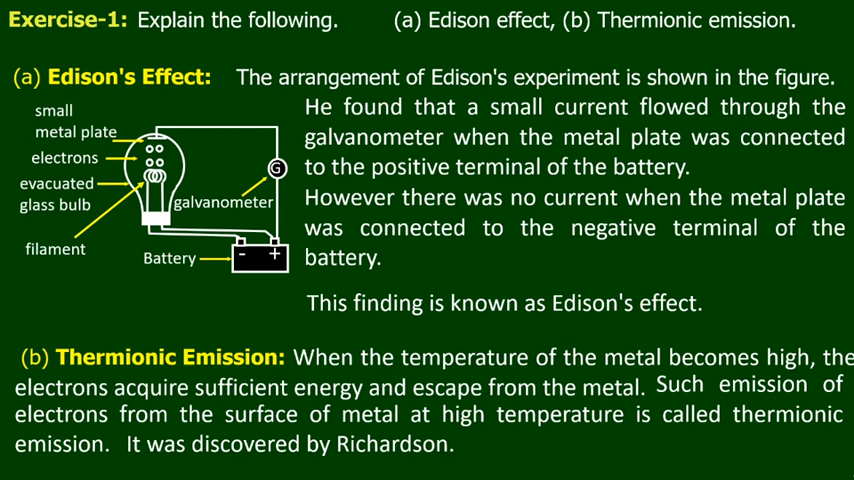 Exercise-1: Explain the following. (a) Edison effect, (b) Thermionic emission.
(a) Edison's Effect: The arrangement of Edison's experiment is shown in the figure.
small
metal plate
electrons
evacuated
glass bulb
filament
G
galvanometer
Battery
- +
He found that a small current flowed through the
galvanometer when the metal plate was connected
to the positive terminal of the battery.
However there was no current when the metal plate
was connected to the negative terminal of the
battery.
This finding is known as Edison's effect.
(b) Thermionic Emission: When the temperature of the metal becomes high, the
electrons acquire sufficient energy and escape from the metal. Such emission of
electrons from the surface of metal at high temperature is called thermionic
emission. It was discovered by Richardson.